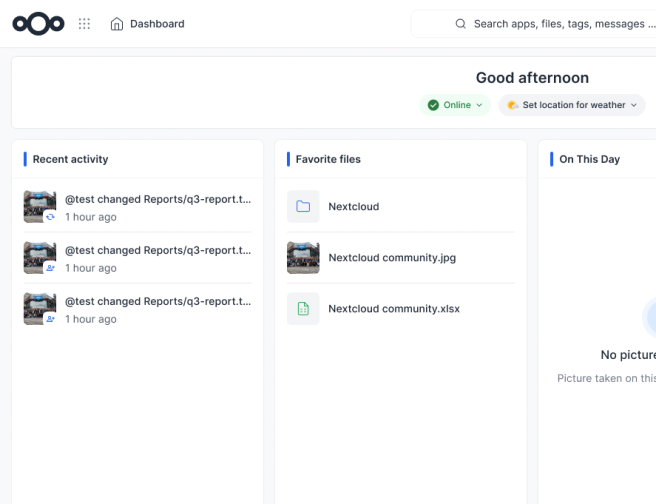 Dashboard
Search apps, files, tags, messages ...
Good afternoon
Online
Set location for weather
Recent activity
@test changed Reports/q3-report.t...
1 hour ago
@test changed Reports/q3-report.t...
1 hour ago
@test changed Reports/q3-report.t...
1 hour ago
Favorite files
Nextcloud
Nextcloud community.jpg
Nextcloud community.xlsx
On This Day
No picture
Picture taken on this